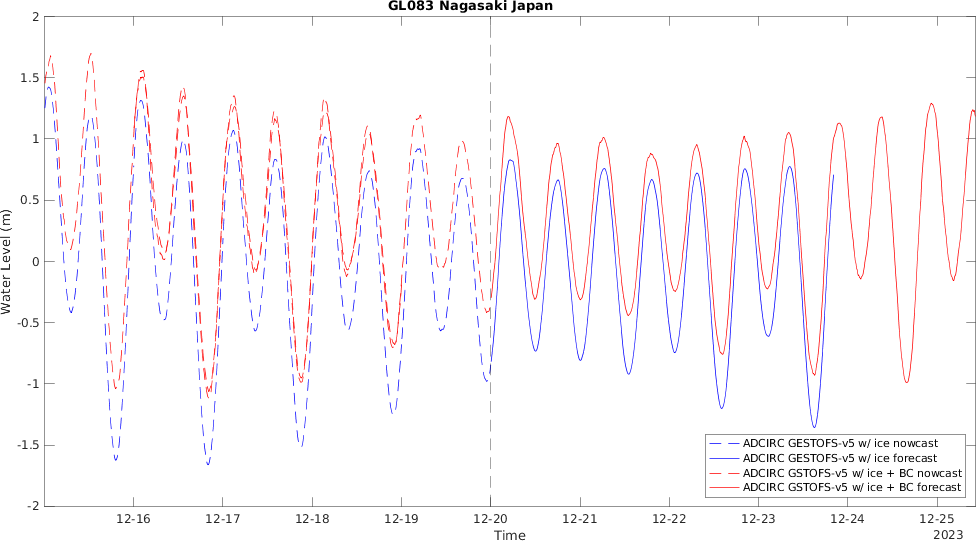 GL083 Nagasaki Japan
2
1.5
1
0.5
0
-0.5
-1
-1.5
-2
Water Level (m)
12-16 12-17 12-18 12-19 12-20 12-21 12-22 12-23 12-24 12-25
Time
2023
ADCIRC GESTOFS-v5 w/ ice nowcast
ADCIRC GESTOFS-v5 w/ ice forecast
ADCIRC GSTOFS-v5 w/ ice + BC nowcast
ADCIRC GSTOFS-v5 w/ ice + BC forecast